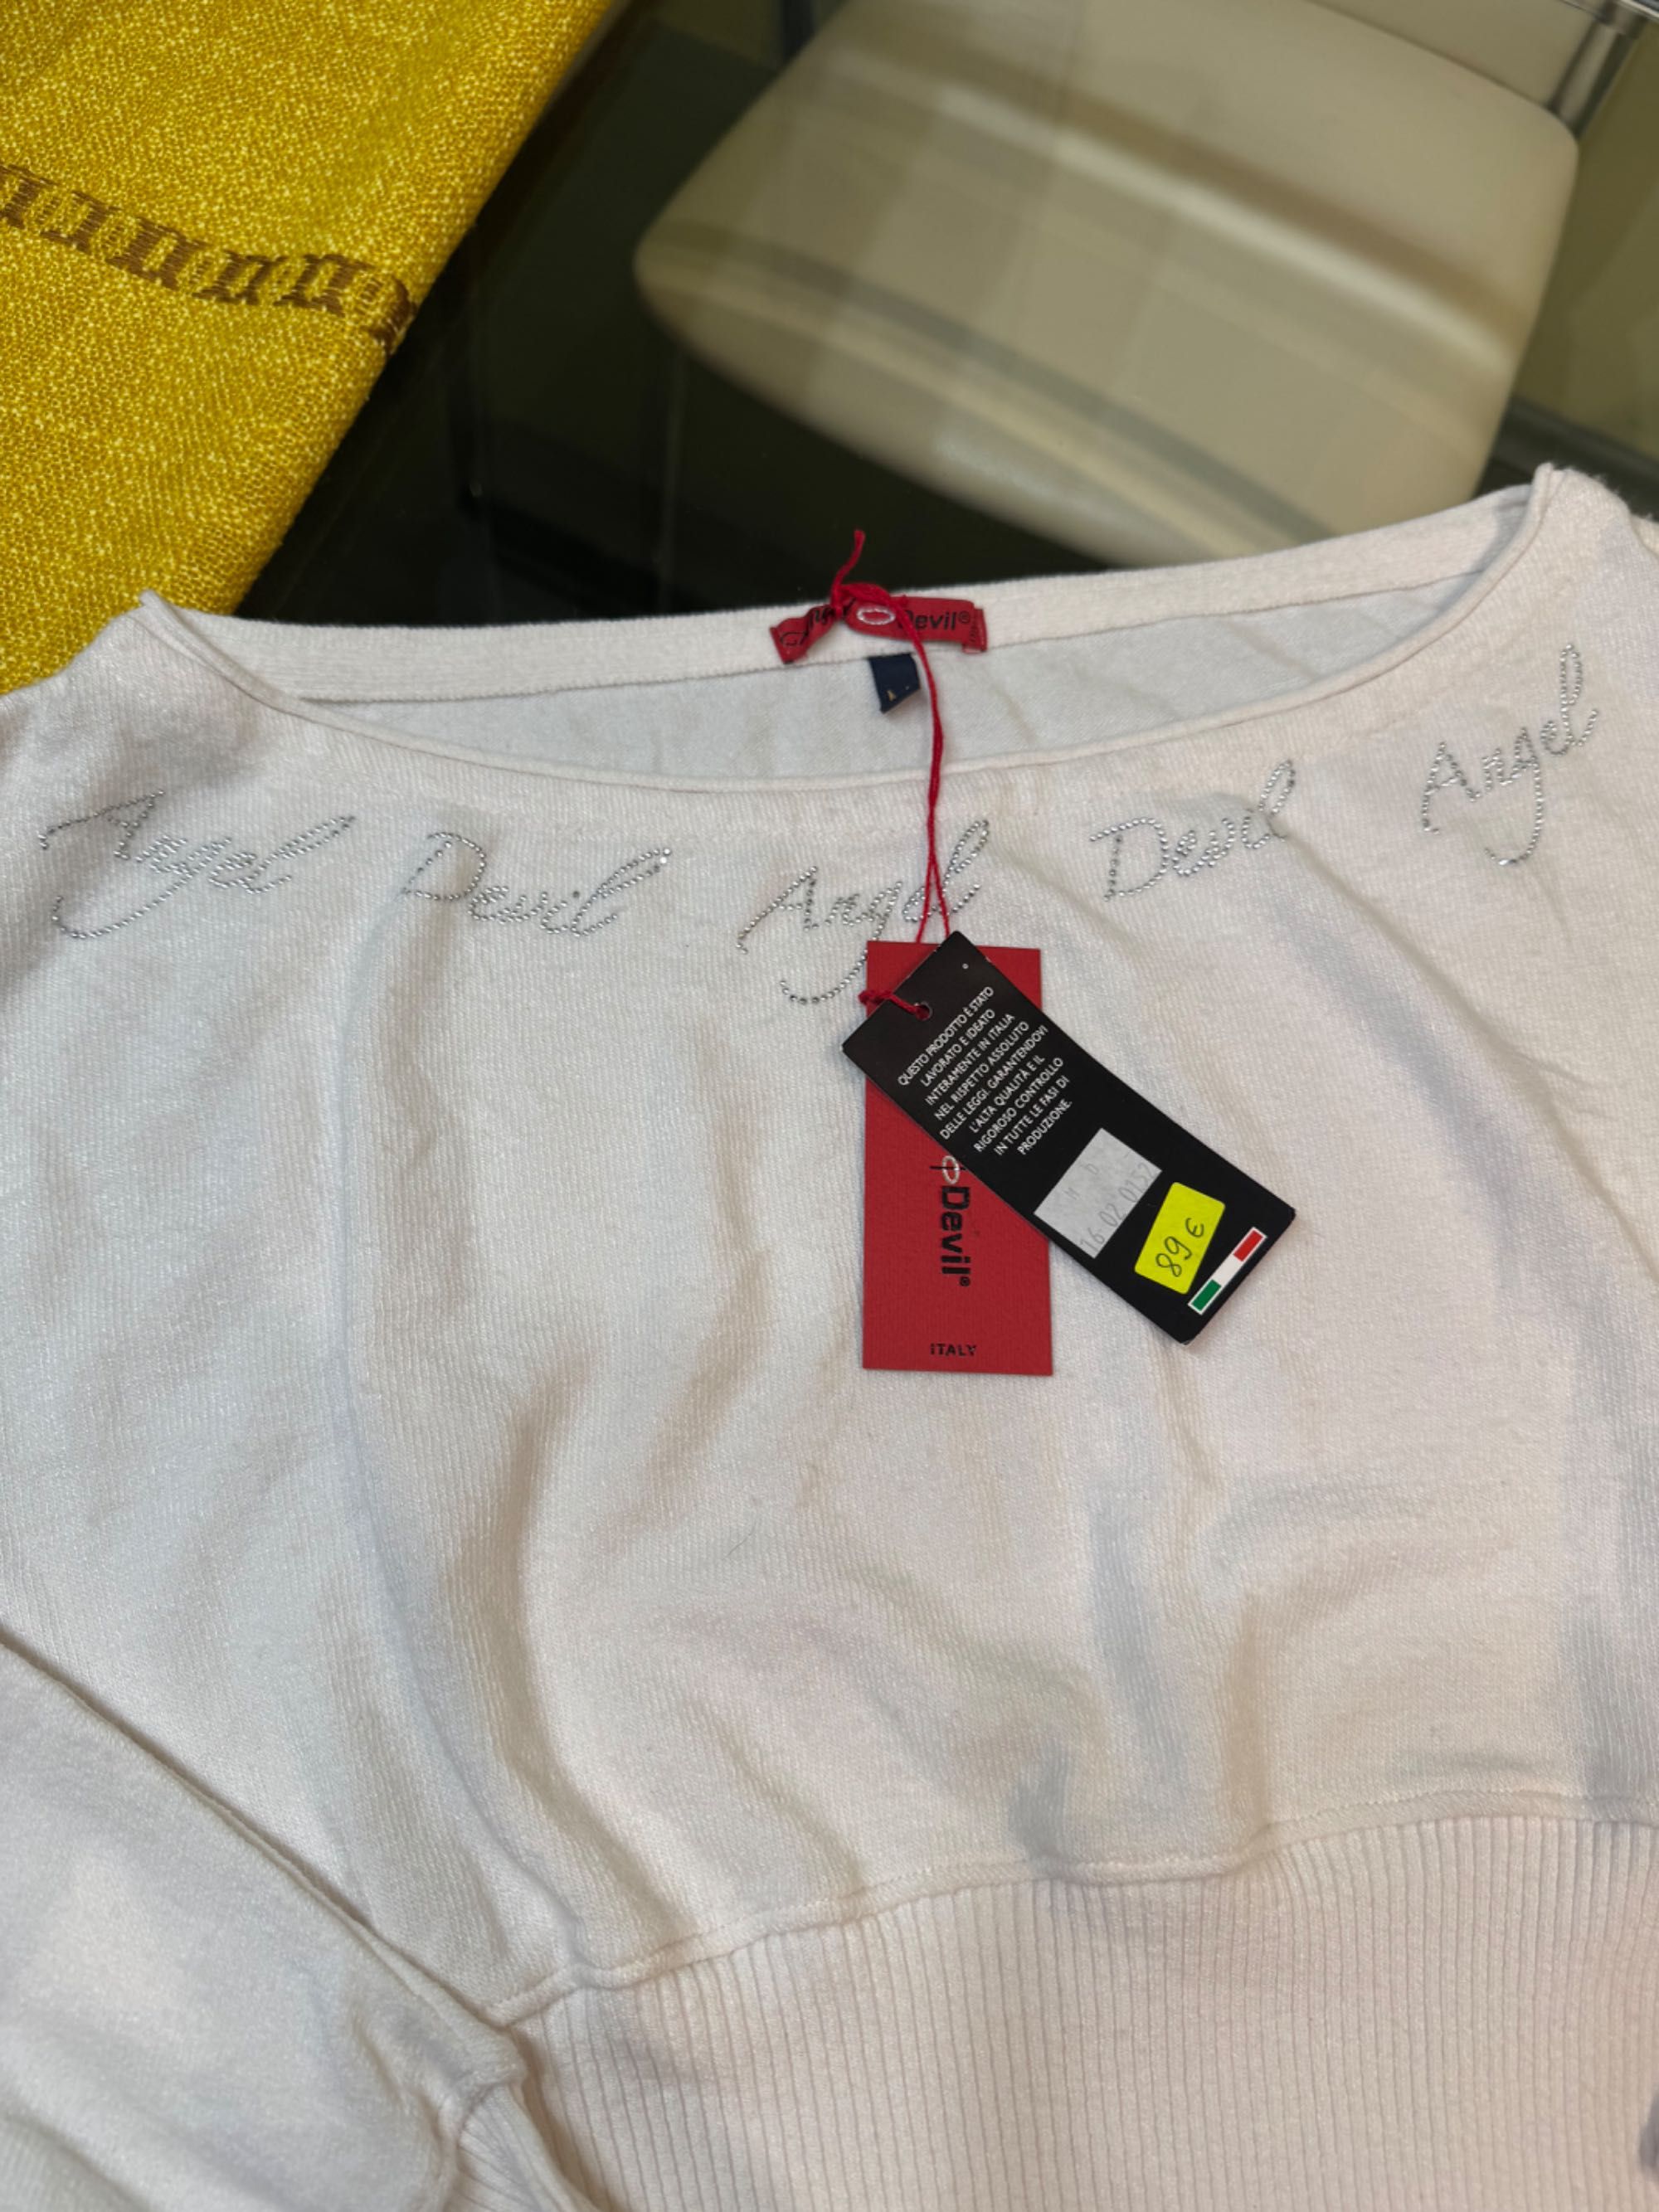 Devil®
Angel Devil Angel Devil Angel
QUESTO PRODOTTO È STATO
LAVORATO E IDEATO
INTERAMENTE IN ITALIA
NEL RISPETTO ASSOLUTO
DELLE LEGGI. GARANTENDOVI
L'ALTA QUALITÀ E IL
RIGOROSO CONTROLLO
IN TUTTE LE FASI DI
PRODUZIONE.
89 €
Devil®
ITALY